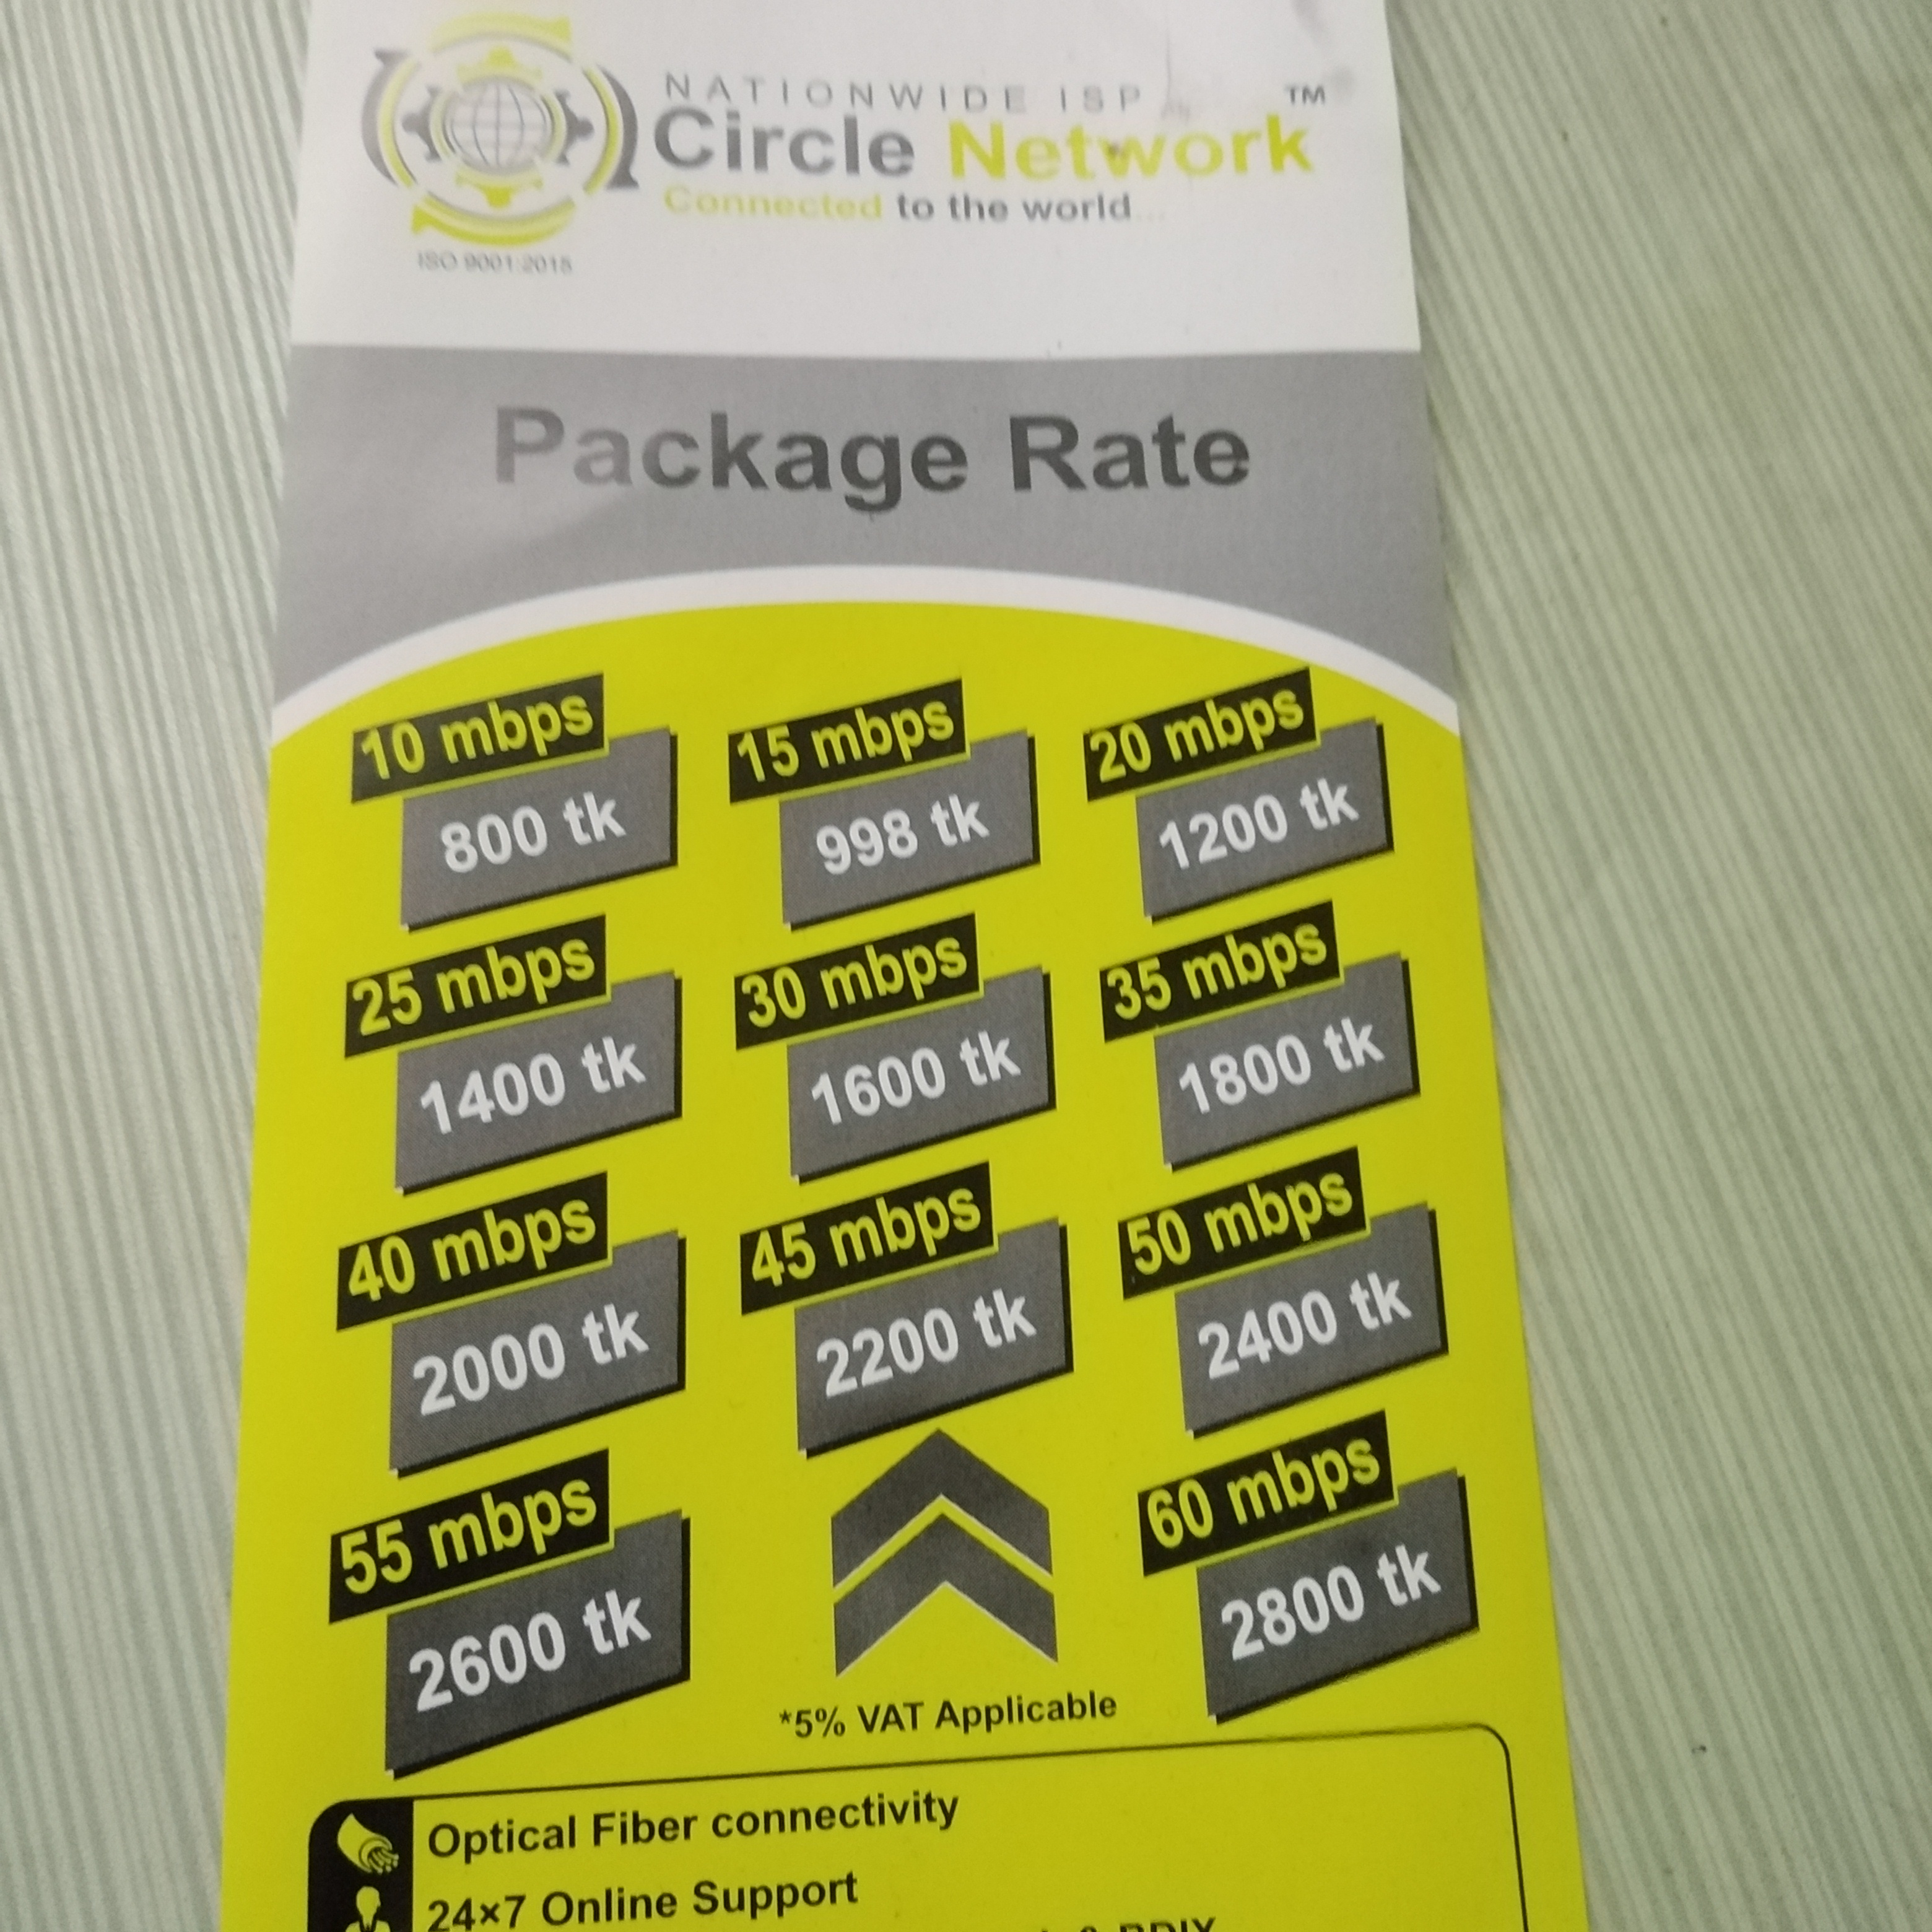 NATIONWIDE ISP
Circle Network™
Connected to the world...
ISO 9001:2015
Package Rate
10 mbps
800 tk
15 mbps
998 tk
20 mbps
1200 tk
25 mbps
1400 tk
30 mbps
1600 tk
35 mbps
1800 tk
40 mbps
2000 tk
45 mbps
2200 tk
50 mbps
2400 tk
55 mbps
2600 tk
60 mbps
2800 tk
*5% VAT Applicable
Optical Fiber connectivity
24×7 Online Support
& BDIX